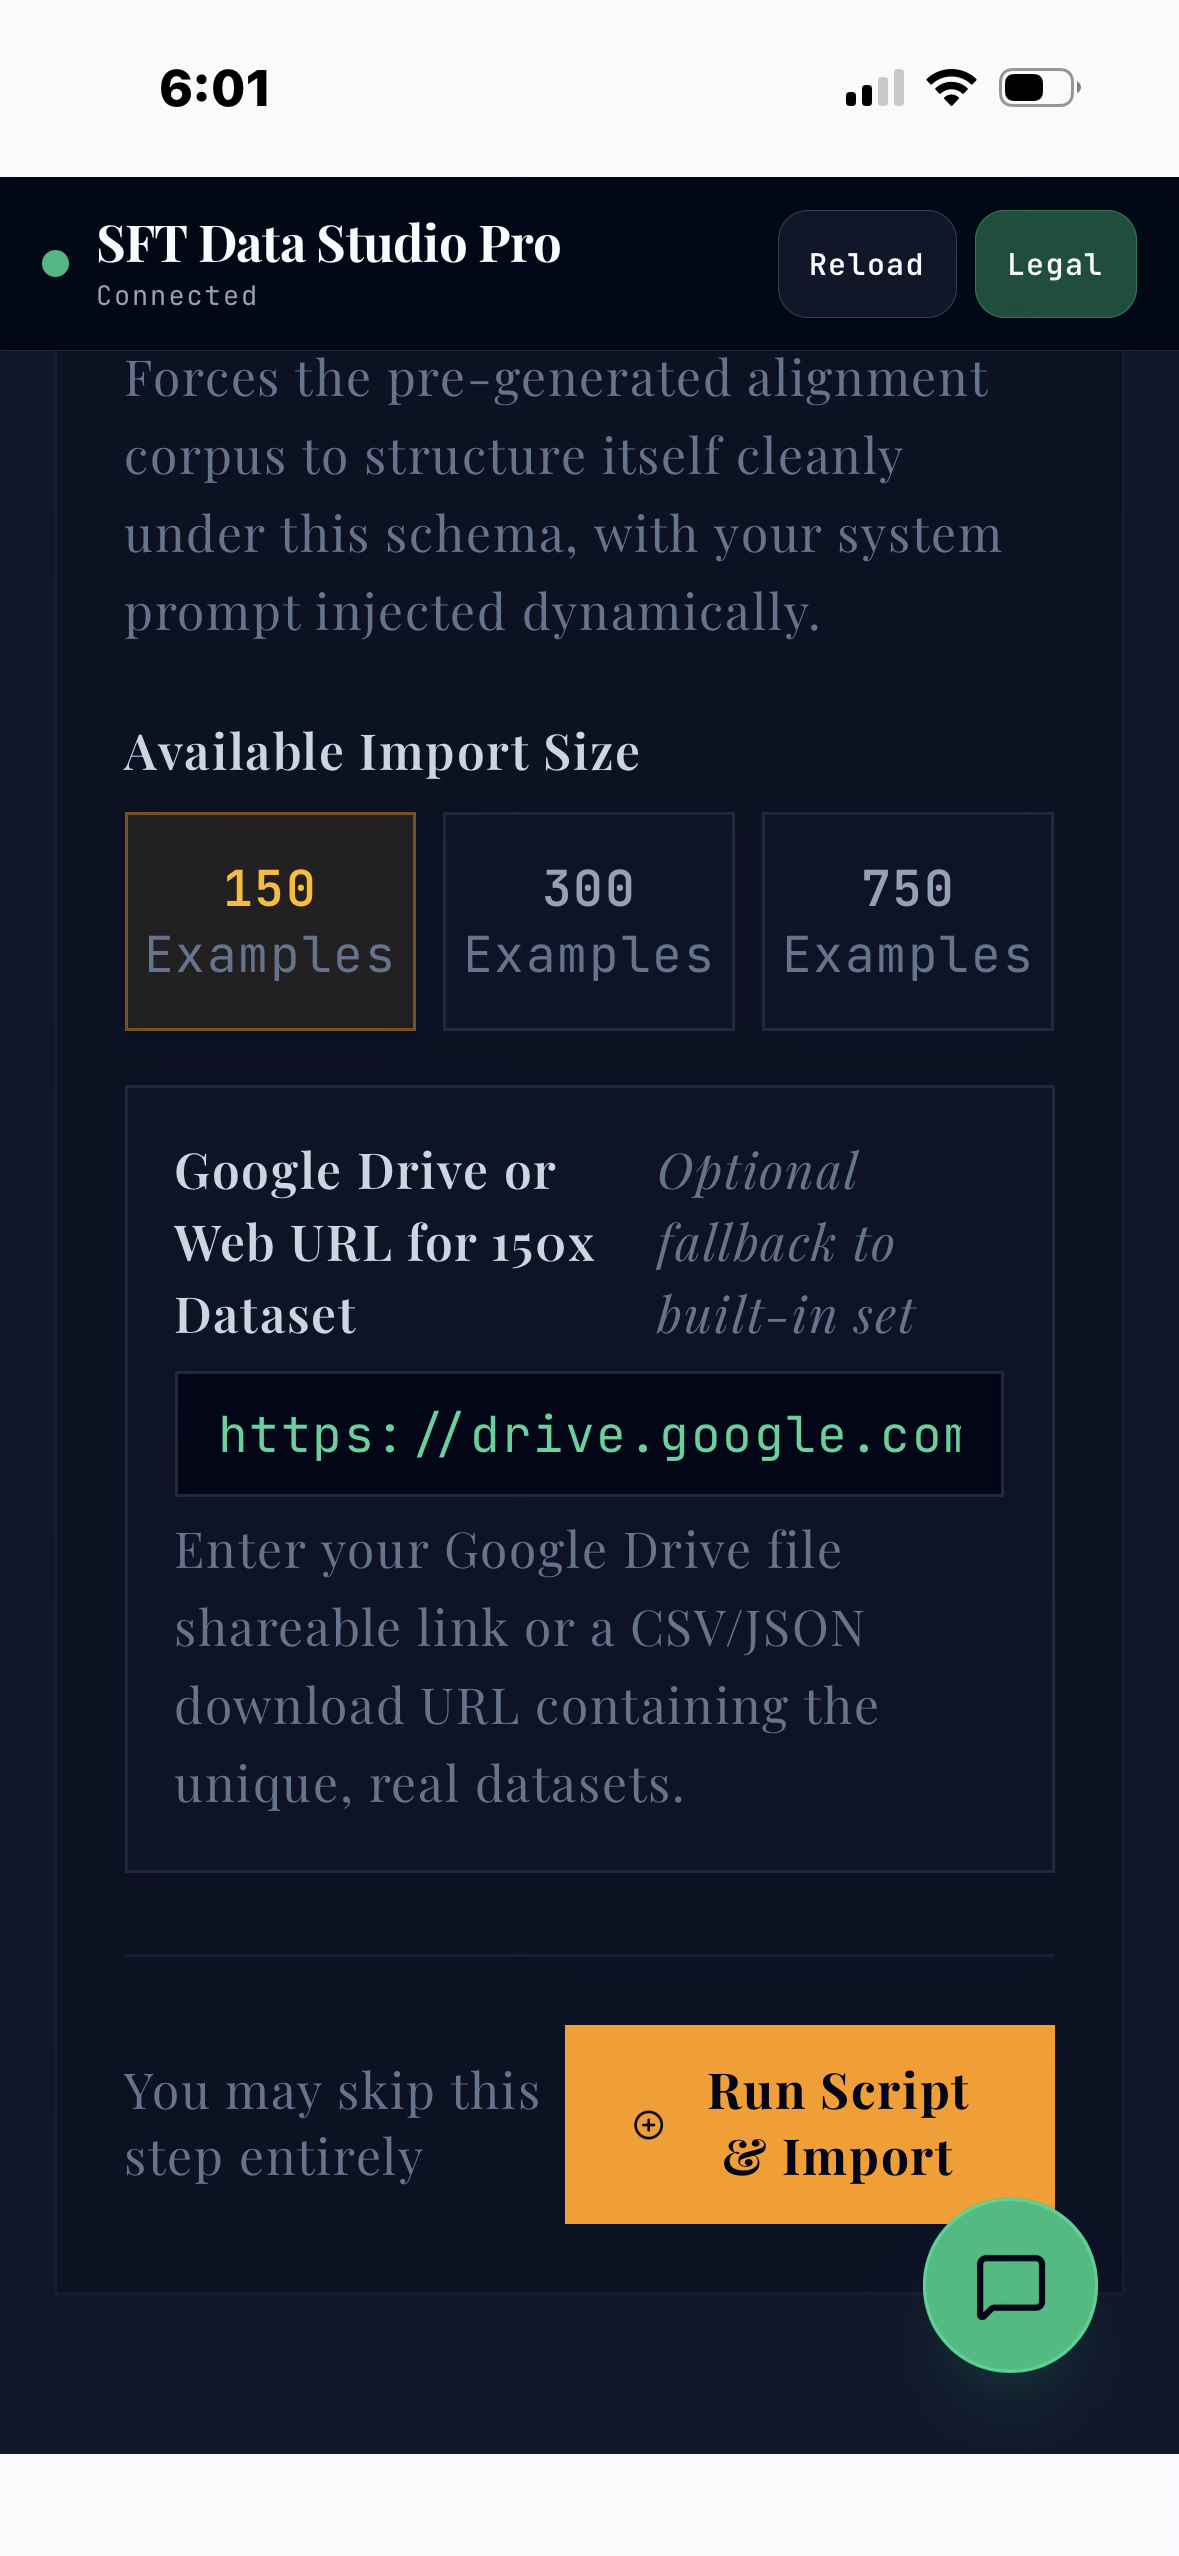 6:01
SFT Data Studio Pro
Connected
Reload
Legal
Forces the pre-generated alignment
corpus to structure itself cleanly
under this schema, with your system
prompt injected dynamically.
Available Import Size
150
Examples
300
Examples
750
Examples
Google Drive or
Web URL for 150x
Dataset
Optional
fallback to
built-in set
https://drive.google.com
Enter your Google Drive file
shareable link or a CSV/JSON
download URL containing the
unique, real datasets.
You may skip this
step entirely
Run Script
& Import